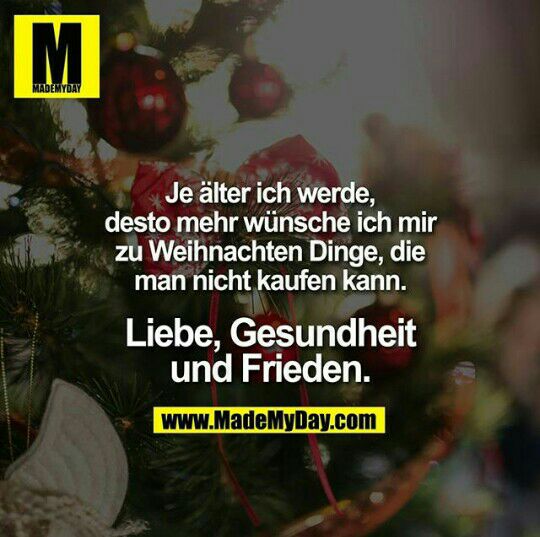 M
MADEMYDAY
Je älter ich werde,
desto mehr wünsche ich mir
zu Weihnachten Dinge, die
man nicht kaufen kann.
Liebe, Gesundheit
und Frieden.
www.MadeMyDay.com